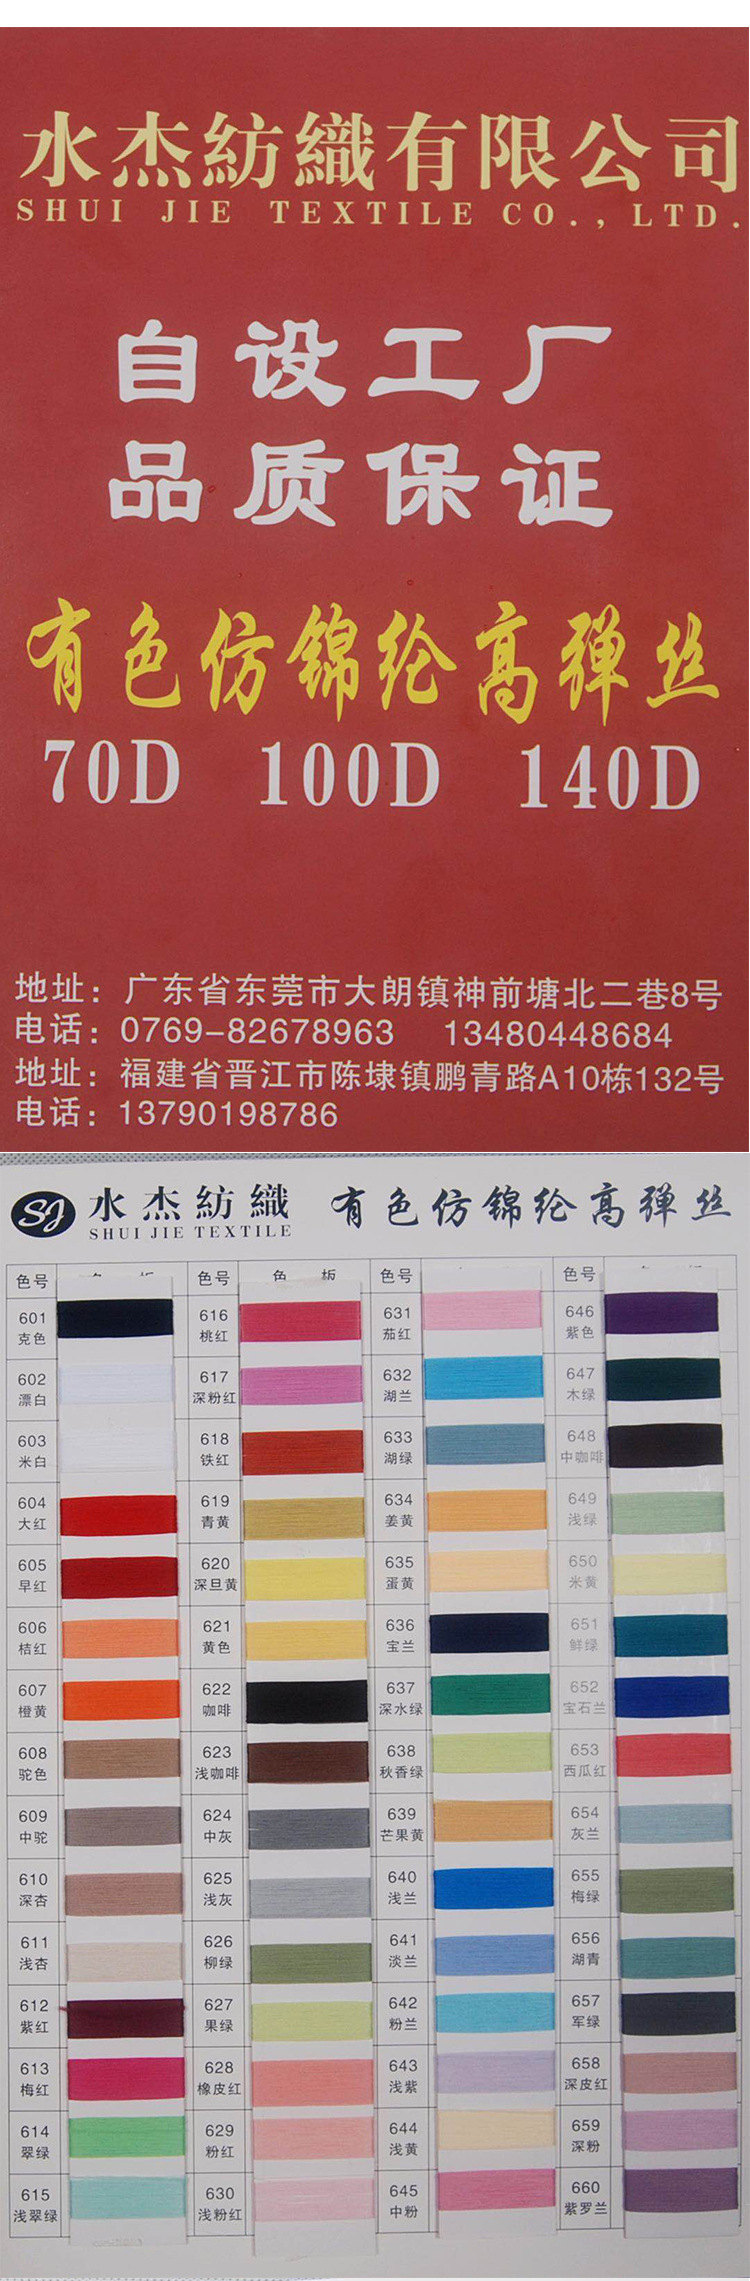 水杰紡織有限公司
SHUI JIE TEXTILE CO., LTD.
自设工厂
品质保证
有色仿锦纶高弹丝
70D 100D 140D
地址：广东省东莞市大朗镇神前塘北二巷8号
电话：0769-82678963 13480448684
地址：福建省晋江市陈埭镇鹏青路A10栋132号
电话：13790198786
SJ 水杰紡織 有色仿锦纶高弹丝
SHUI JIE TEXTILE
色号 色板 色号 色板 色号 色板 色号 色板
601 616 631 646
克色 桃红 茄红 紫色
602 617 632 647
漂白 深粉红 湖兰 木绿
603 618 633 648
米白 铁红 湖绿 中咖啡
604 619 634 649
大红 青黄 姜黄 浅绿
605 620 635 650
早红 深旦黄 蛋黄 米黄
606 621 636 651
桔红 黄色 宝兰 鲜绿
607 622 637 652
橙黄 咖啡 深水绿 宝石兰
608 623 638 653
驼色 浅咖啡 秋香绿 西瓜红
609 624 639 654
中驼 中灰 芒果黄 灰兰
610 625 640 655
深杏 浅灰 浅兰 梅绿
611 626 641 656
浅杏 柳绿 淡兰 湖青
612 627 642 657
紫红 果绿 粉兰 军绿
613 628 643 658
梅红 橡皮红 浅紫 深皮红
614 629 644 659
翠绿 粉红 浅黄 深粉
615 630 645 660
浅翠绿 浅粉红 中粉 紫罗兰